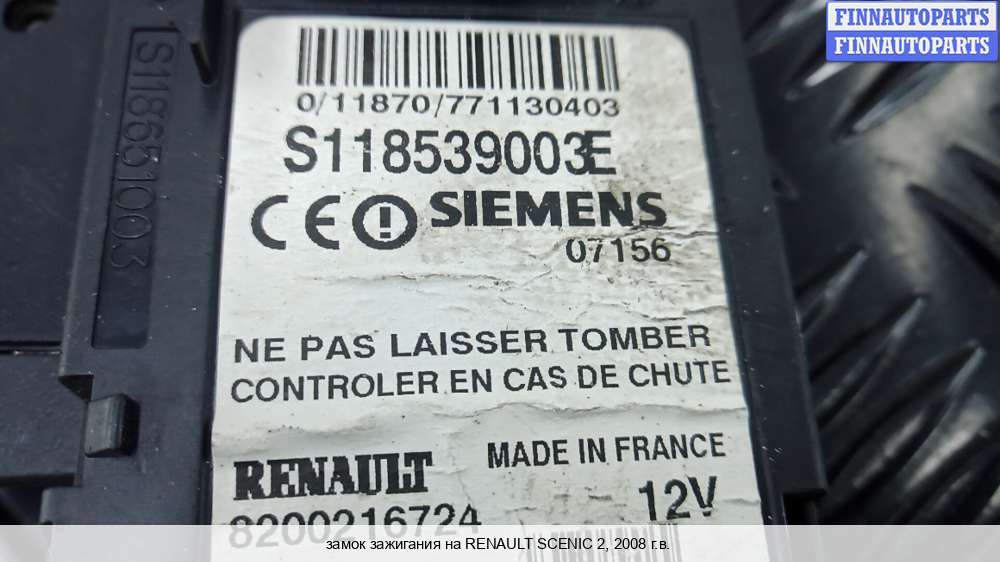 FINNAUTOPARTS
FINNAUTOPARTS
S118651003
0/11870/771130403
S118539003E
CE
SIEMENS
07156
NE PAS LAISSER TOMBER
CONTROLER EN CAS DE CHUTE
RENAULT
MADE IN FRANCE
8200216724
12V
замок зажигания на RENAULT SCENIC 2, 2008 г.в.